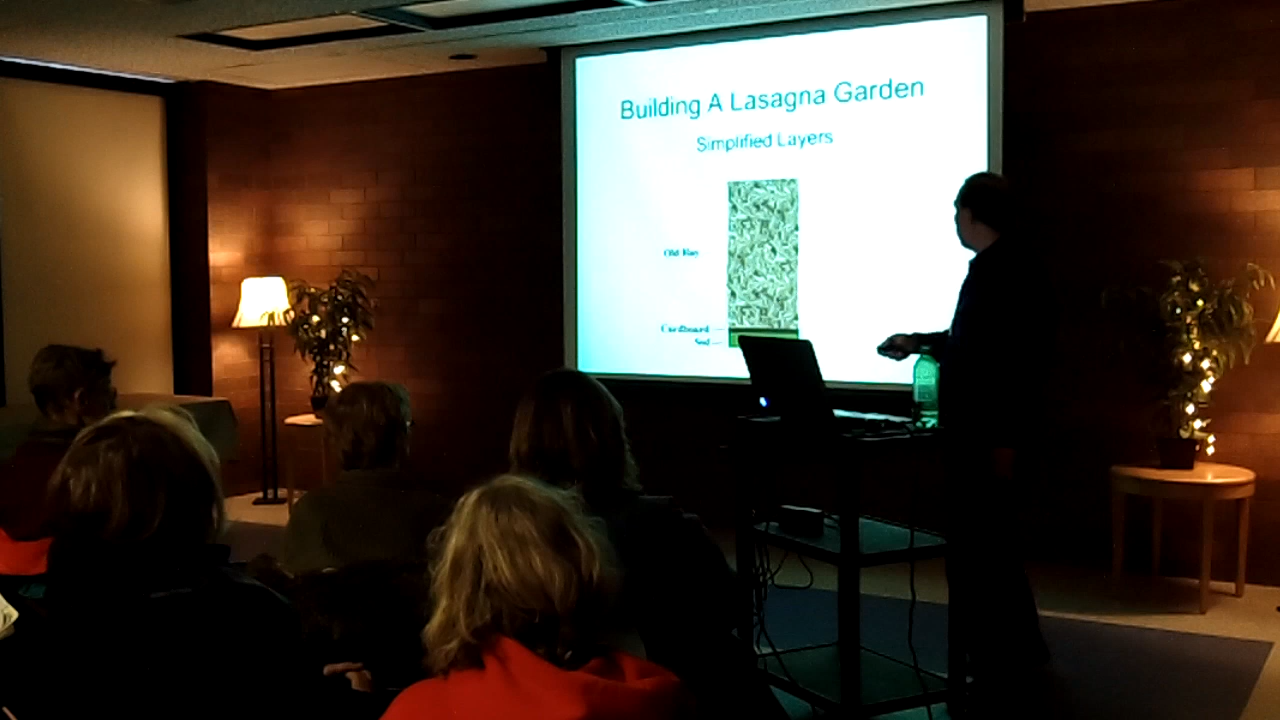 Building A Lasagna Garden
Simplified Layers
Old Hay
Cardboard
Sod